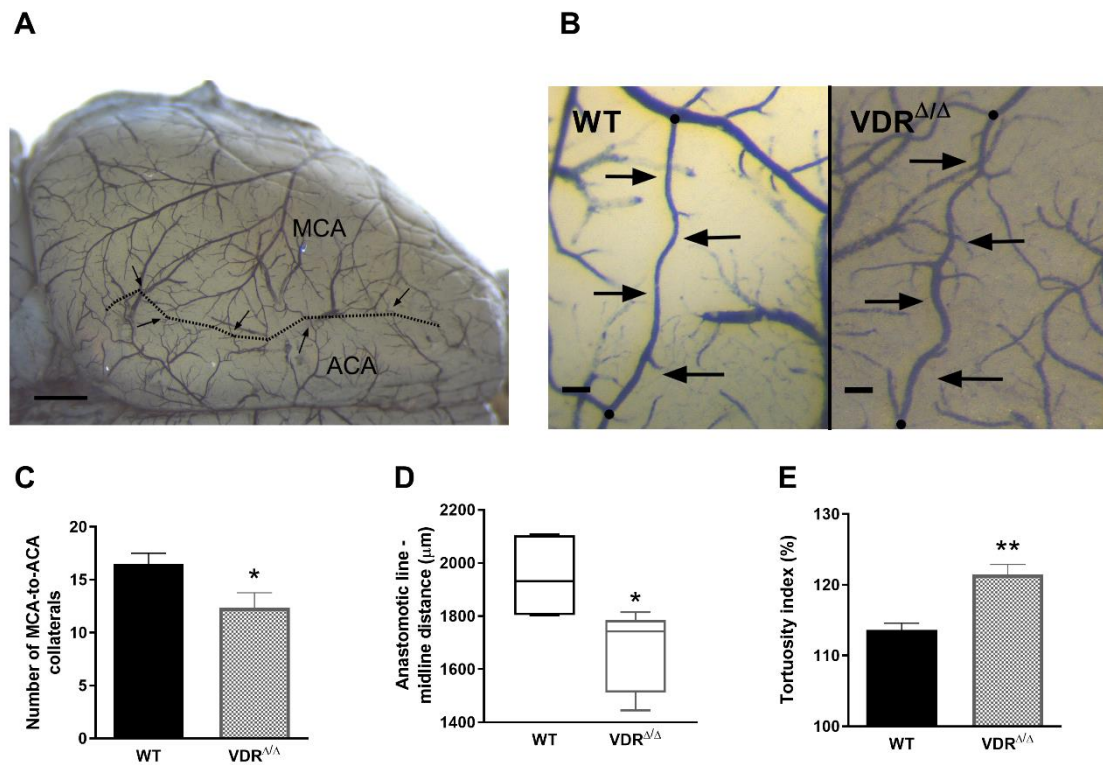 A
MCA
ACA
B
WT
VDR^Δ/Δ
C
Number of MCA-to-ACA
collaterals
20
15
10
5
0
*
WT
VDR^Δ/Δ
D
Anastomotic line -
midline distance (μm)
2200
2000
1800
1600
1400
*
WT
VDR^Δ/Δ
E
Tortuosity index (%)
130
120
110
100
**
WT
VDR^Δ/Δ